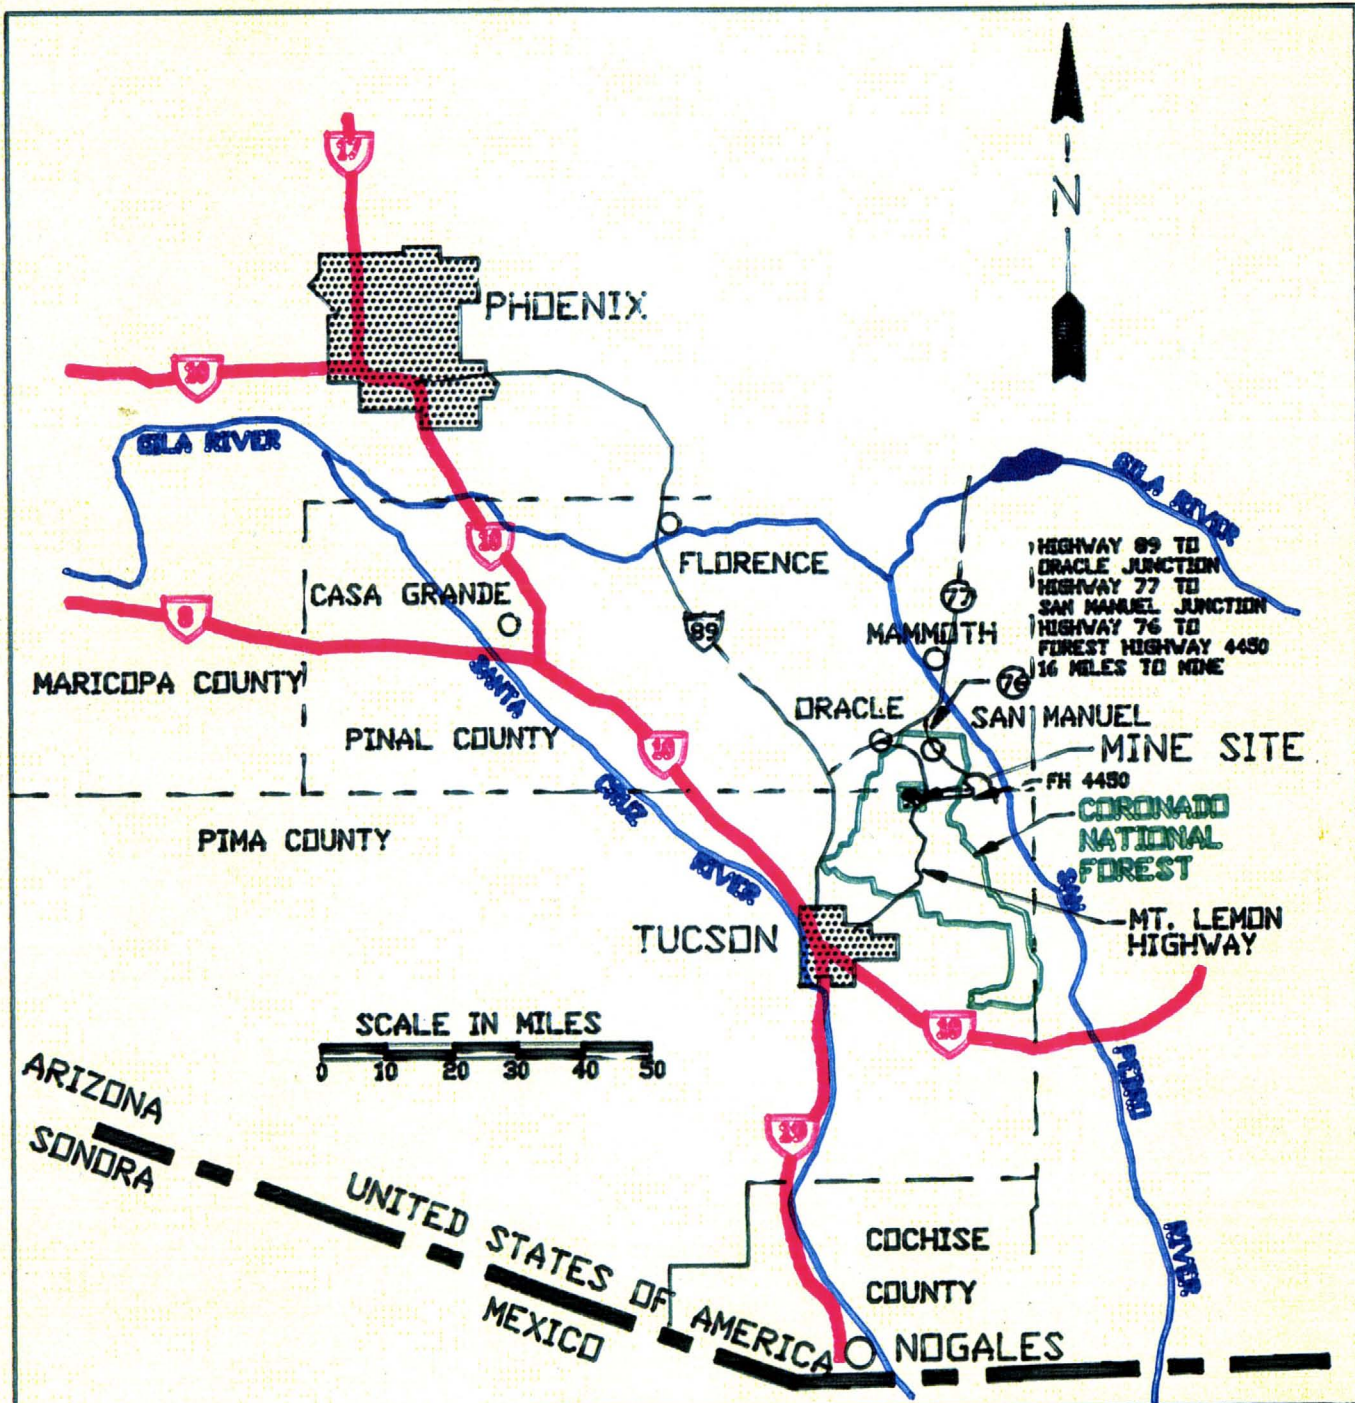 17
N
PHOENIX
10
GILA RIVER
GILA RIVER
10
HIGHWAY 89 TO
ORACLE JUNCTION
HIGHWAY 77 TO
SAN MANUEL JUNCTION
HIGHWAY 76 TO
FOREST HIGHWAY 4450
16 MILES TO MINE
FLORENCE
CASA GRANDE
77
8
89
MAMMOTH
MARICOPA COUNTY
SANTA
76
ORACLE
SAN MANUEL
PINAL COUNTY
10
MINE SITE
FH 4450
CRUZ
CORONADO
NATIONAL
FOREST
PIMA COUNTY
RIVER
SAN
TUCSON
MT. LEMON
HIGHWAY
SCALE IN MILES
0 10 20 30 40 50
10
PEDRO
ARIZONA
SONORA
19
UNITED STATES OF AMERICA
MEXICO
COCHISE
COUNTY
RIVER
NOGALES